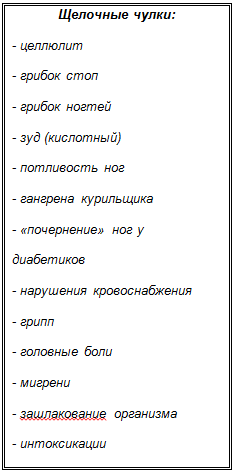 Щелочные чулки:
- целлюлит
- грибок стоп
- грибок ногтей
- зуд (кислотный)
- потливость ног
- гангрена курильщика
- «почернение» ног у
диабетиков
- нарушения кровоснабжения
- грипп
- головные боли
- мигрени
- зашлакование организма
- интоксикации